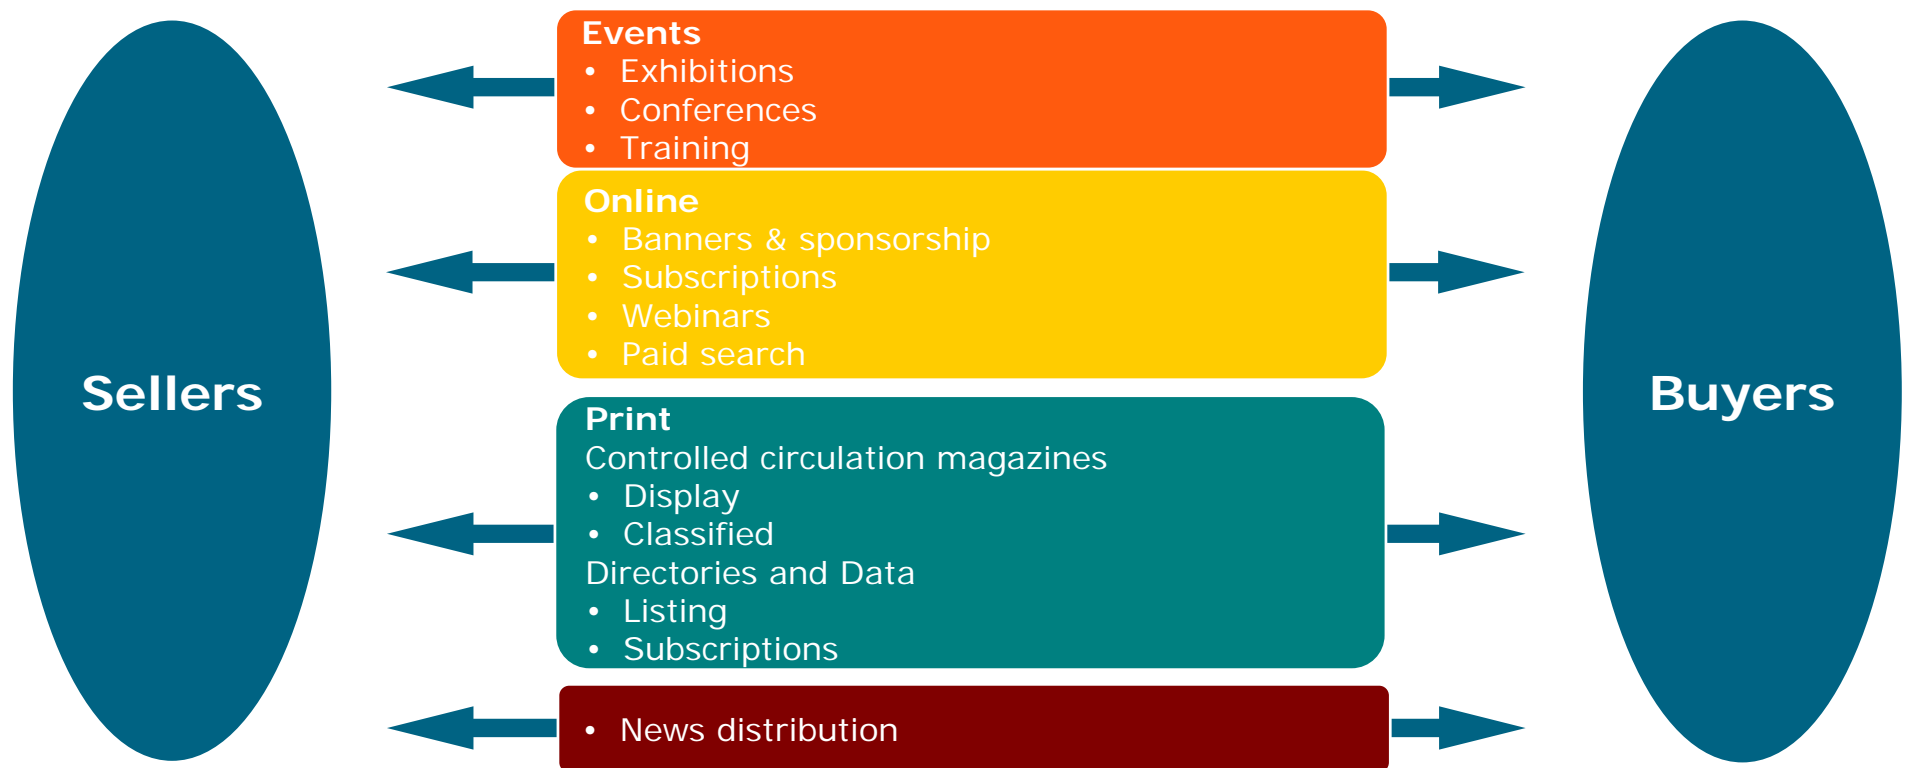 Sellers
Events
• Exhibitions
• Conferences
• Training
Online
• Banners & sponsorship
• Subscriptions
• Webinars
• Paid search
Print
Controlled circulation magazines
• Display
• Classified
Directories and Data
• Listing
• Subscriptions
• News distribution
Buyers